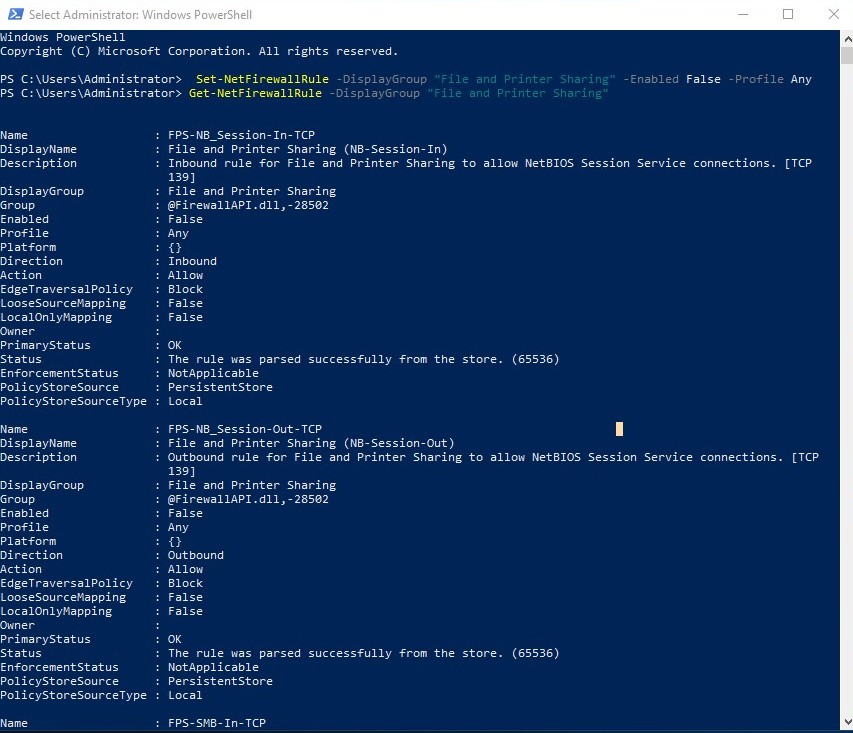 Select Administrator: Windows PowerShell
Windows PowerShell
Copyright (C) Microsoft Corporation. All rights reserved.
PS C:\Users\Administrator>  Set-NetFirewallRule -DisplayGroup "File and Printer Sharing" -Enabled False -Profile Any
PS C:\Users\Administrator> Get-NetFirewallRule -DisplayGroup "File and Printer Sharing"
Name                  : FPS-NB_Session-In-TCP
DisplayName           : File and Printer Sharing (NB-Session-In)
Description           : Inbound rule for File and Printer Sharing to allow NetBIOS Session Service connections. [TCP
                        139]
DisplayGroup          : File and Printer Sharing
Group                 : @FirewallAPI.dll,-28502
Enabled               : False
Profile               : Any
Platform              : {}
Direction             : Inbound
Action                : Allow
EdgeTraversalPolicy   : Block
LooseSourceMapping    : False
LocalOnlyMapping      : False
Owner                 :
PrimaryStatus         : OK
Status                : The rule was parsed successfully from the store. (65536)
EnforcementStatus     : NotApplicable
PolicyStoreSource     : PersistentStore
PolicyStoreSourceType : Local
Name                  : FPS-NB_Session-Out-TCP
DisplayName           : File and Printer Sharing (NB-Session-Out)
Description           : Outbound rule for File and Printer Sharing to allow NetBIOS Session Service connections. [TCP
                        139]
DisplayGroup          : File and Printer Sharing
Group                 : @FirewallAPI.dll,-28502
Enabled               : False
Profile               : Any
Platform              : {}
Direction             : Outbound
Action                : Allow
EdgeTraversalPolicy   : Block
LooseSourceMapping    : False
LocalOnlyMapping      : False
Owner                 :
PrimaryStatus         : OK
Status                : The rule was parsed successfully from the store. (65536)
EnforcementStatus     : NotApplicable
PolicyStoreSource     : PersistentStore
PolicyStoreSourceType : Local
Name                  : FPS-SMB-In-TCP